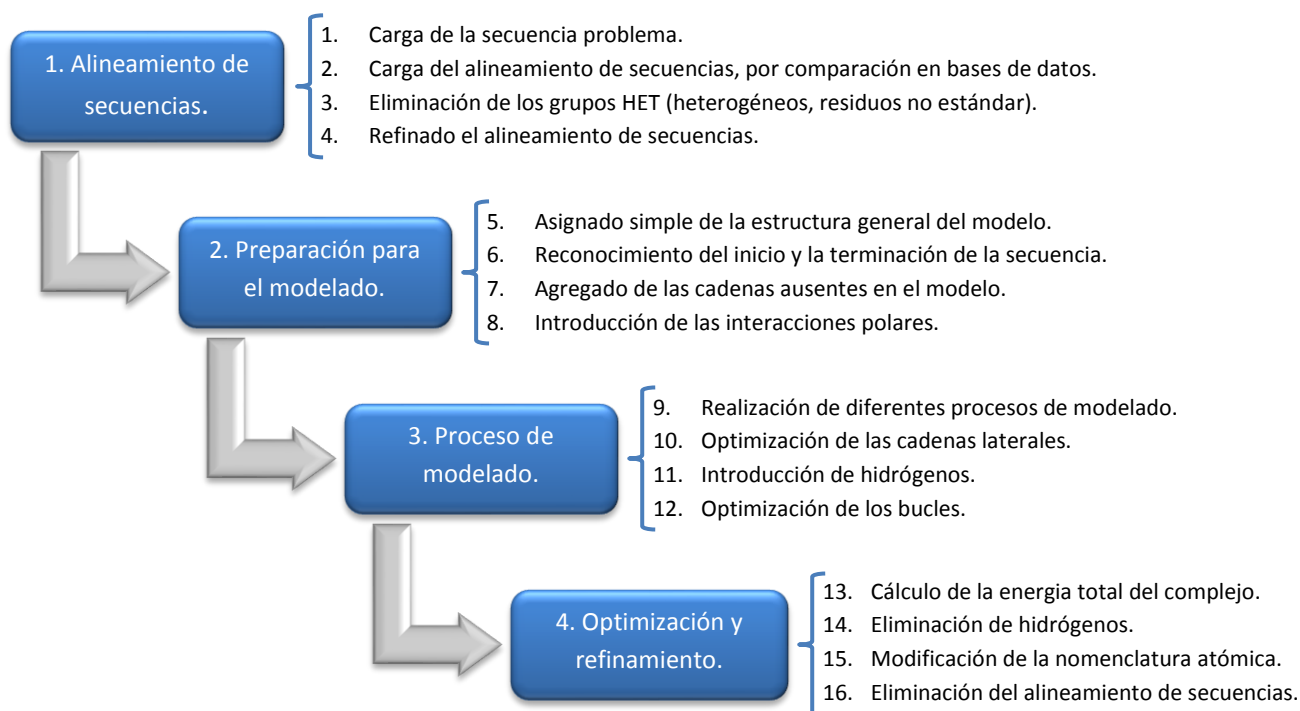 1. Alineamiento de
secuencias.
1. Carga de la secuencia problema.
2. Carga del alineamiento de secuencias, por comparación en bases de datos.
3. Eliminación de los grupos HET (heterogéneos, residuos no estándar).
4. Refinado el alineamiento de secuencias.
2. Preparación para
el modelado.
5. Asignado simple de la estructura general del modelo.
6. Reconocimiento del inicio y la terminación de la secuencia.
7. Agregado de las cadenas ausentes en el modelo.
8. Introducción de las interacciones polares.
3. Proceso de
modelado.
9. Realización de diferentes procesos de modelado.
10. Optimización de las cadenas laterales.
11. Introducción de hidrógenos.
12. Optimización de los bucles.
4. Optimización y
refinamiento.
13. Cálculo de la energia total del complejo.
14. Eliminación de hidrógenos.
15. Modificación de la nomenclatura atómica.
16. Eliminación del alineamiento de secuencias.